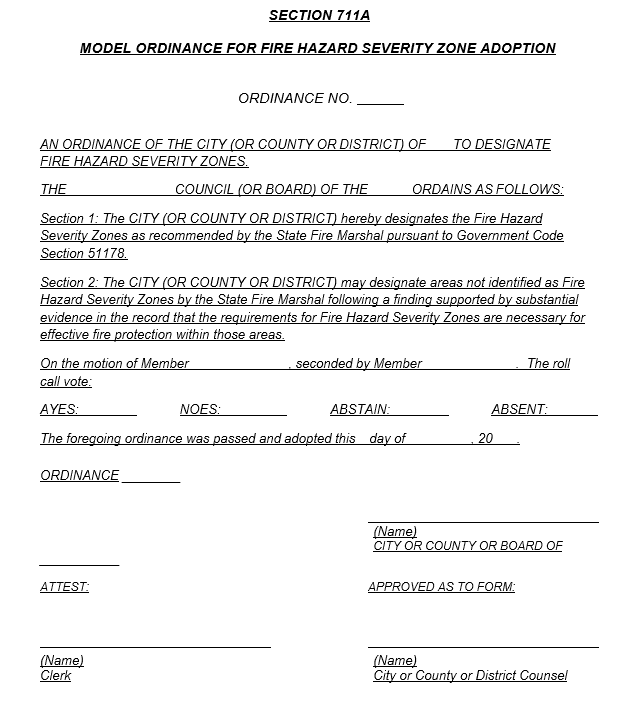 SECTION 711A
MODEL ORDINANCE FOR FIRE HAZARD SEVERITY ZONE ADOPTION
ORDINANCE NO. ______
AN ORDINANCE OF THE CITY (OR COUNTY OR DISTRICT) OF ____ TO DESIGNATE
FIRE HAZARD SEVERITY ZONES.
THE ______________ COUNCIL (OR BOARD) OF THE ______ ORDAINS AS FOLLOWS:
Section 1: The CITY (OR COUNTY OR DISTRICT) hereby designates the Fire Hazard
Severity Zones as recommended by the State Fire Marshal pursuant to Government Code
Section 51178.
Section 2: The CITY (OR COUNTY OR DISTRICT) may designate areas not identified as Fire
Hazard Severity Zones by the State Fire Marshal following a finding supported by substantial
evidence in the record that the requirements for Fire Hazard Severity Zones are necessary for
effective fire protection within those areas.
On the motion of Member ______________, seconded by Member _____________. The roll
call vote:
AYES:________ NOES:_________ ABSTAIN:________ ABSENT:_______
The foregoing ordinance was passed and adopted this __ day of _________, 20___.
ORDINANCE ________
(Name)
CITY OR COUNTY OR BOARD OF
___________
ATTEST: APPROVED AS TO FORM:
(Name) (Name)
Clerk City or County or District Counsel